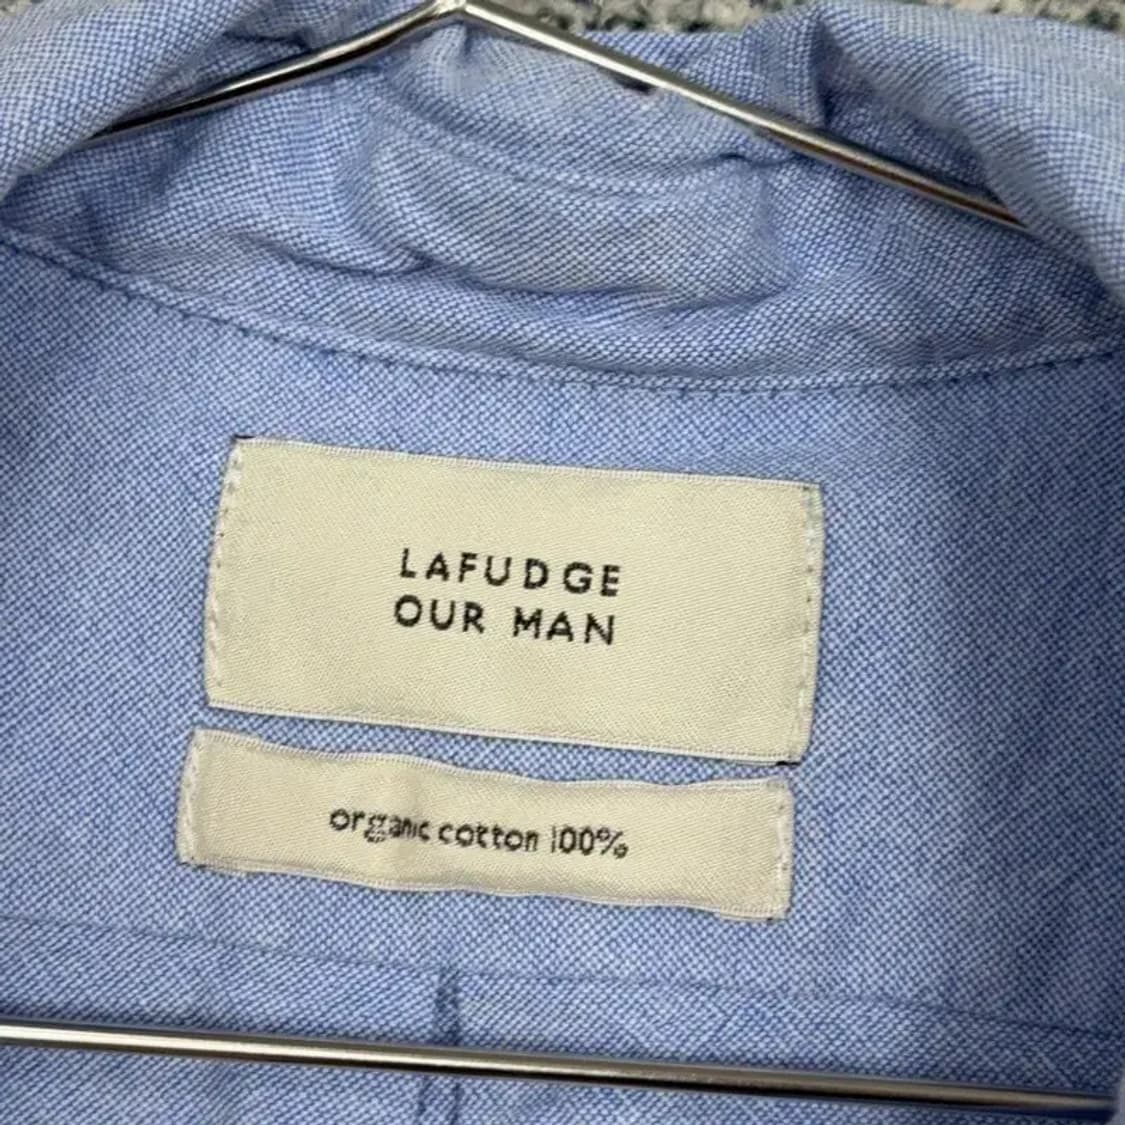 LAFUDGE
OUR MAN
organic cotton 100%